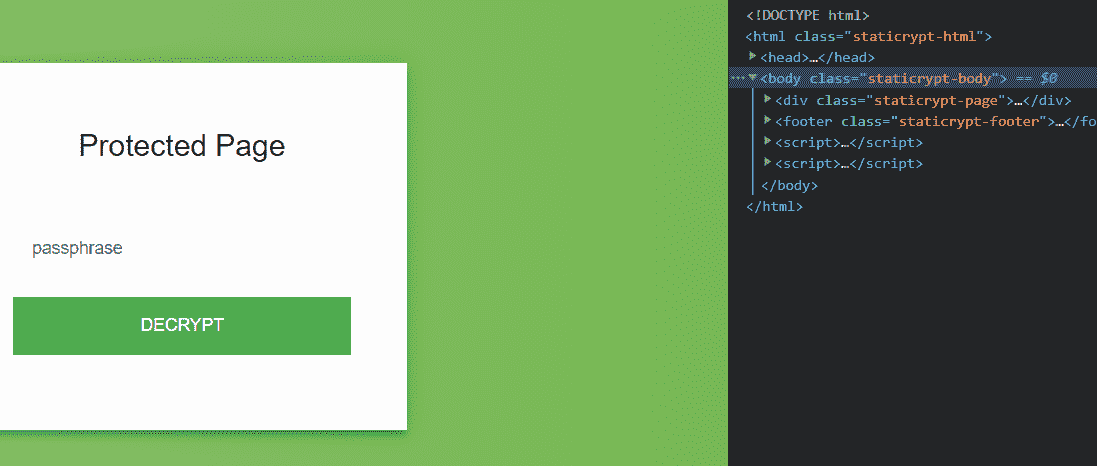 Protected Page
passphrase
DECRYPT
<!DOCTYPE html>
<html class="staticrypt-html">
<head>…</head>
<body class="staticrypt-body"> == $0
<div class="staticrypt-page">…</div>
<footer class="staticrypt-footer">…</fo
<script>…</script>
<script>…</script>
</body>
</html>